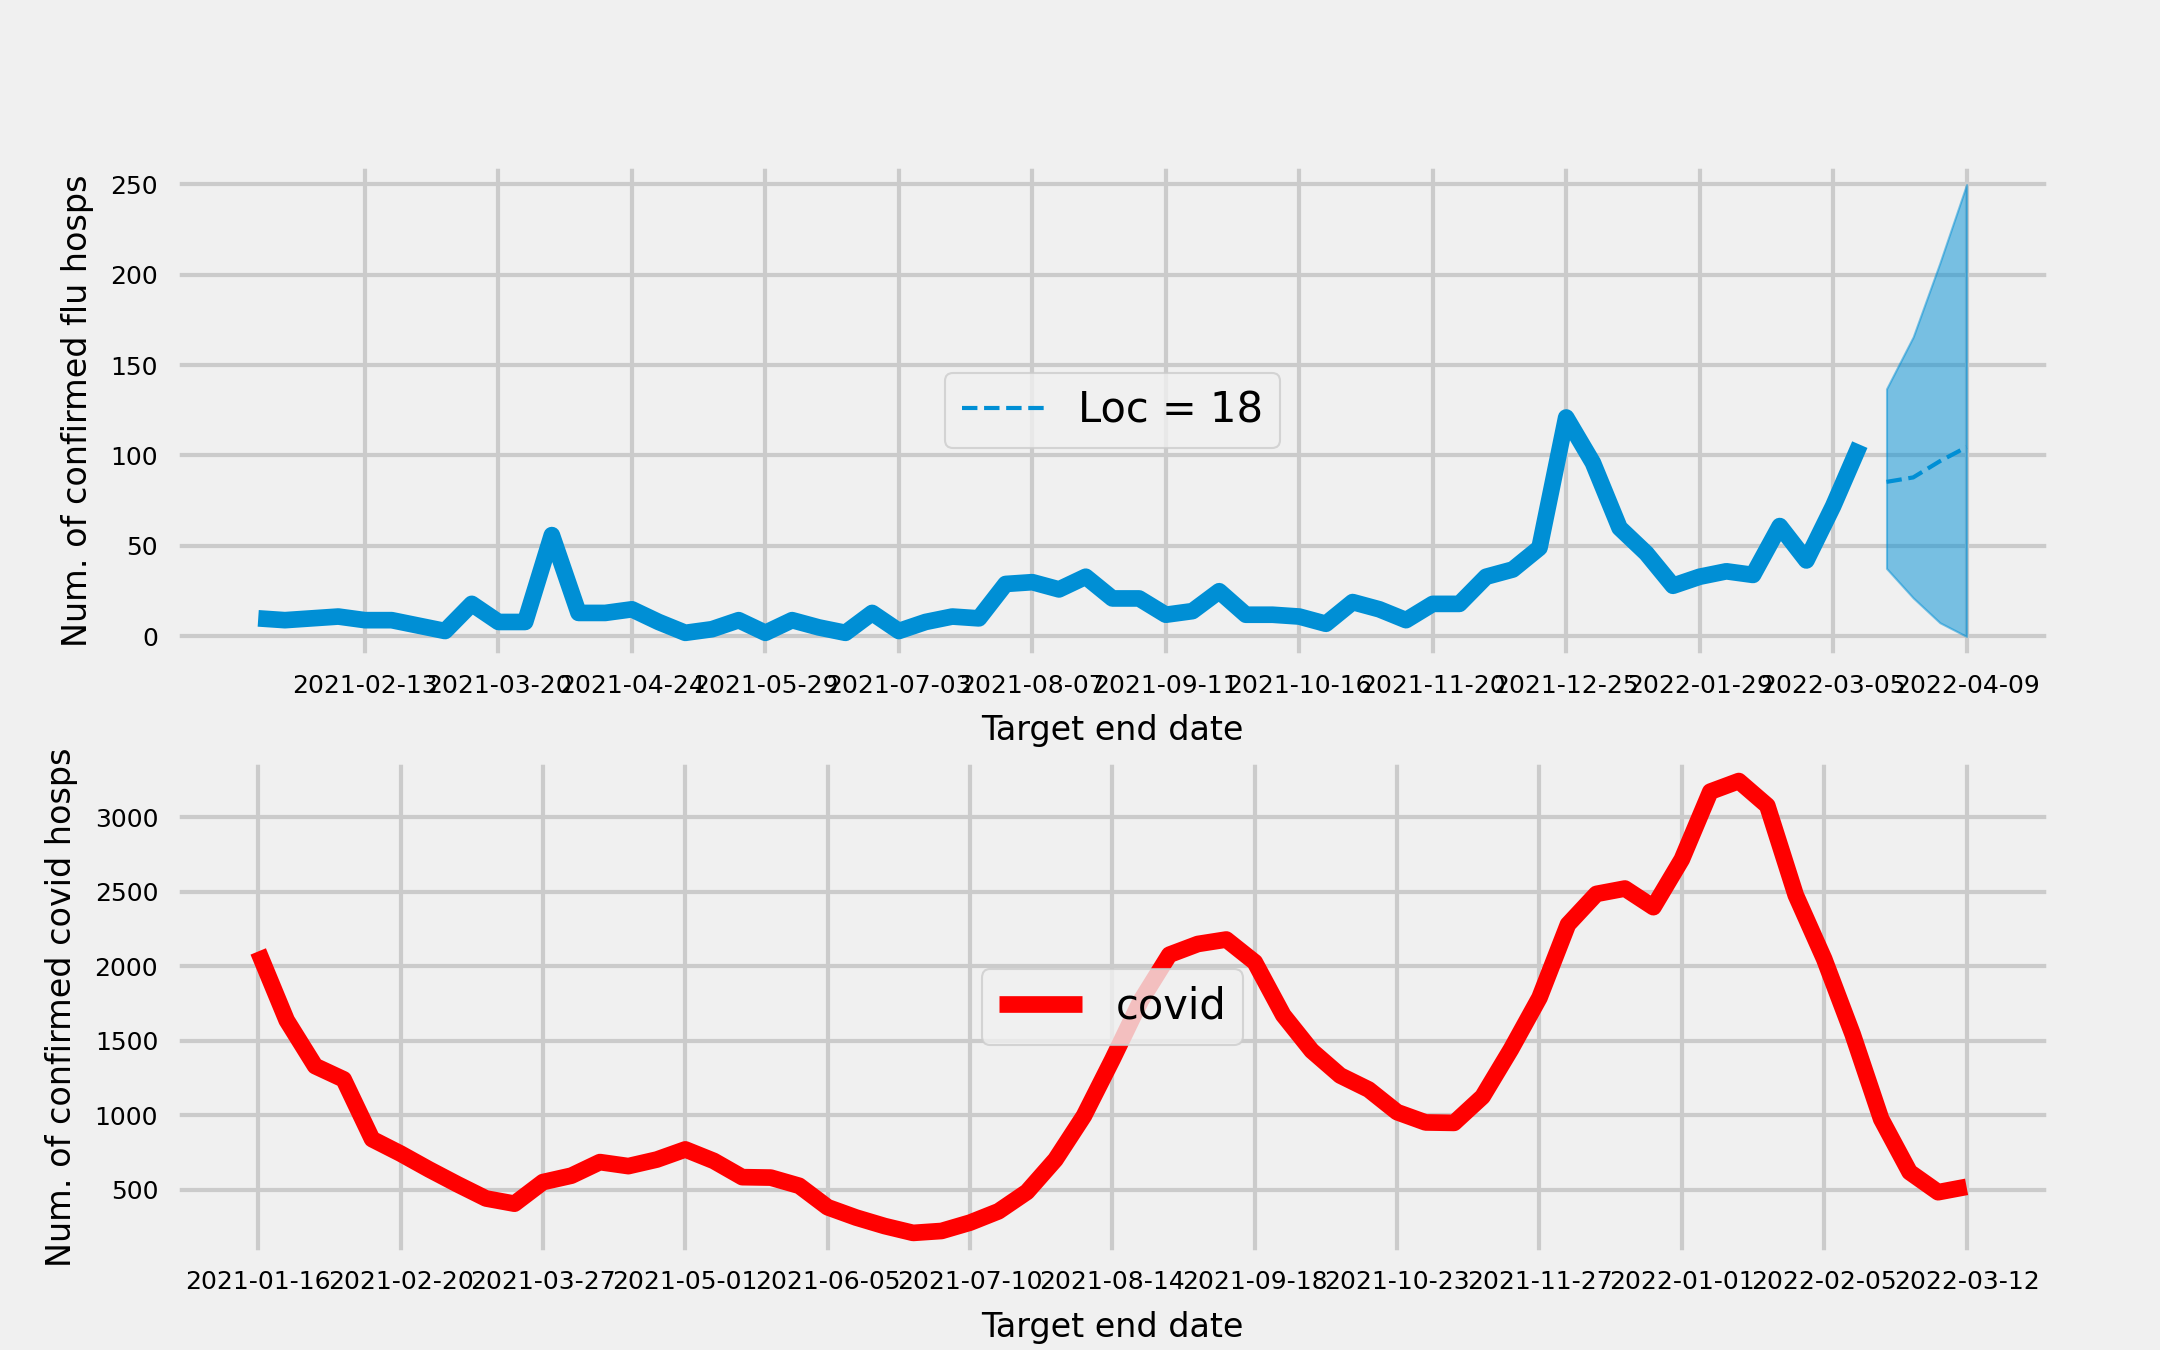 Num. of confirmed flu hosps
250
200
150
100
50
0
Loc = 18
2021-02-13 2021-03-20 2021-04-24 2021-05-29 2021-07-03 2021-08-07 2021-09-11 2021-10-16 2021-11-20 2021-12-25 2022-01-29 2022-03-05 2022-04-09
Target end date
Num. of confirmed covid hosps
3000
2500
2000
1500
1000
500
covid
2021-01-16 2021-02-20 2021-03-27 2021-05-01 2021-06-05 2021-07-10 2021-08-14 2021-09-18 2021-10-23 2021-11-27 2022-01-01 2022-02-05 2022-03-12
Target end date